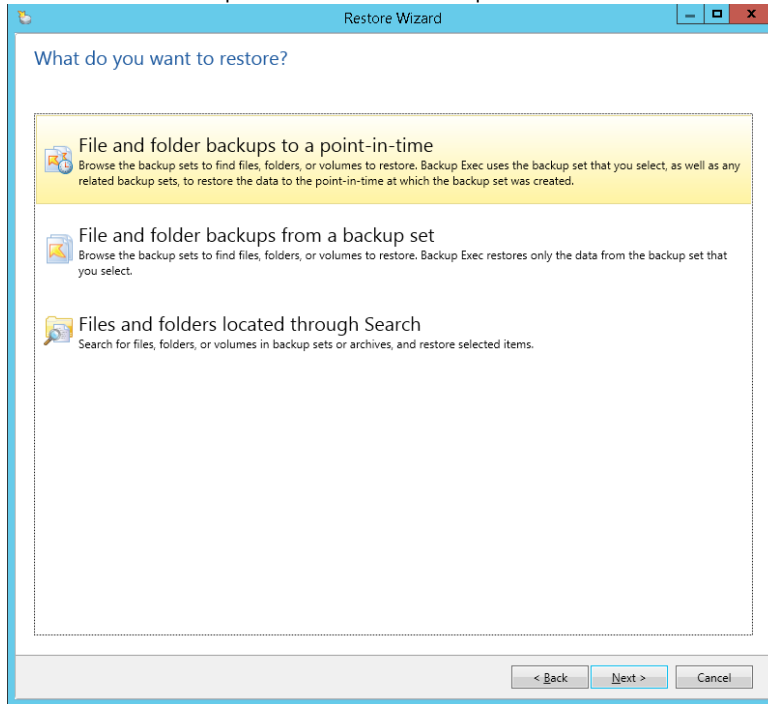 Restore Wizard
What do you want to restore?
File and folder backups to a point-in-time
Browse the backup sets to find files, folders, or volumes to restore. Backup Exec uses the backup set that you select, as well as any
related backup sets, to restore the data to the point-in-time at which the backup set was created.
File and folder backups from a backup set
Browse the backup sets to find files, folders, or volumes to restore. Backup Exec restores only the data from the backup set that
you select.
Files and folders located through Search
Search for files, folders, or volumes in backup sets or archives, and restore selected items.
< Back Next > Cancel